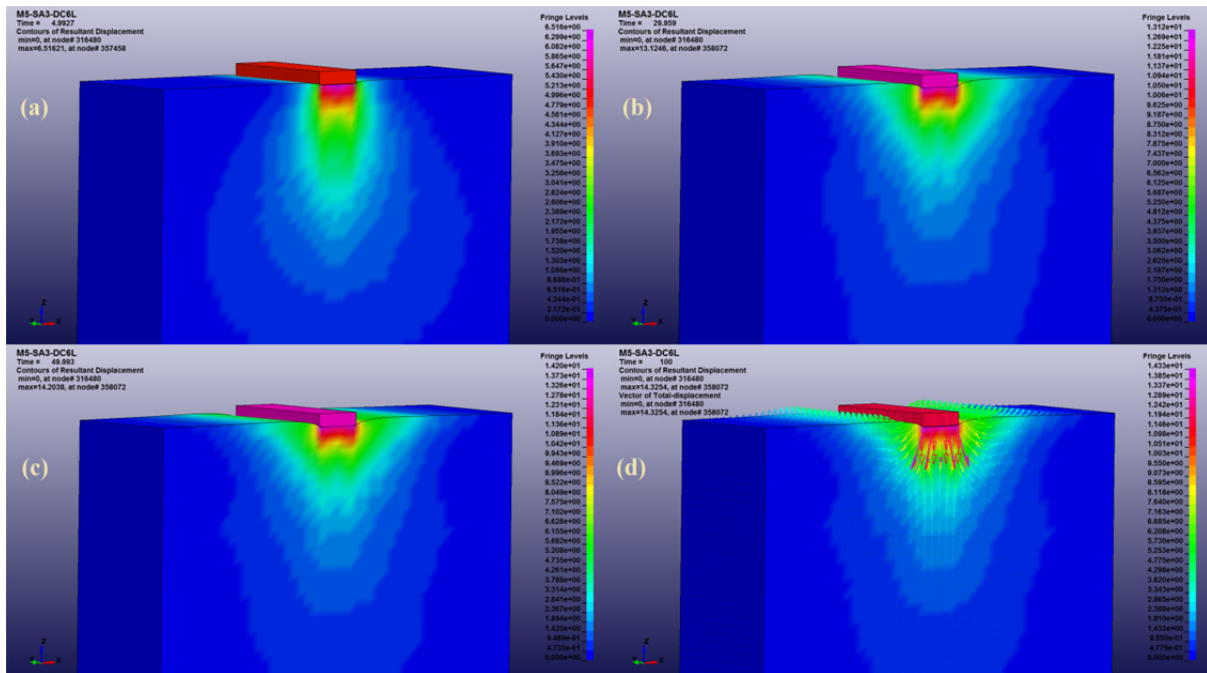 M5-SA3-DC6L
Time = 4.9927
Contours of Resultant Displacement
min=0, at node# 316480
max=6.51621, at node# 357458
Fringe Levels
6.516e+00
6.299e+00
6.082e+00
5.865e+00
5.647e+00
5.430e+00
5.213e+00
4.996e+00
4.779e+00
4.561e+00
4.344e+00
4.127e+00
3.910e+00
3.693e+00
3.475e+00
3.258e+00
3.041e+00
2.824e+00
2.606e+00
2.389e+00
2.172e+00
1.955e+00
1.738e+00
1.520e+00
1.303e+00
1.086e+00
8.688e-01
6.516e-01
4.344e-01
2.172e-01
0.000e+00
(a)
Z
Y
X
M5-SA3-DC6L
Time = 29.959
Contours of Resultant Displacement
min=0, at node# 316480
max=13.1246, at node# 358072
Fringe Levels
1.312e+01
1.269e+01
1.225e+01
1.181e+01
1.137e+01
1.094e+01
1.050e+01
1.006e+01
9.625e+00
9.187e+00
8.750e+00
8.312e+00
7.875e+00
7.437e+00
7.000e+00
6.562e+00
6.125e+00
5.687e+00
5.250e+00
4.812e+00
4.375e+00
3.937e+00
3.500e+00
3.062e+00
2.625e+00
2.187e+00
1.750e+00
1.312e+00
8.750e-01
4.375e-01
0.000e+00
(b)
Z
Y
X
M5-SA3-DC6L
Time = 49.993
Contours of Resultant Displacement
min=0, at node# 316480
max=14.2038, at node# 358072
Fringe Levels
1.420e+01
1.373e+01
1.326e+01
1.278e+01
1.231e+01
1.184e+01
1.136e+01
1.089e+01
1.042e+01
9.943e+00
9.469e+00
8.996e+00
8.522e+00
8.049e+00
7.575e+00
7.102e+00
6.628e+00
6.155e+00
5.682e+00
5.208e+00
4.735e+00
4.261e+00
3.788e+00
3.314e+00
2.841e+00
2.367e+00
1.894e+00
1.420e+00
9.469e-01
4.735e-01
0.000e+00
(c)
Z
Y
X
M5-SA3-DC6L
Time = 100
Contours of Resultant Displacement
min=0, at node# 316480
max=14.3254, at node# 358072
Vector of Total-displacement
min=0, at node# 316480
max=14.3254, at node# 358072
Fringe Levels
1.433e+01
1.385e+01
1.337e+01
1.289e+01
1.242e+01
1.194e+01
1.146e+01
1.098e+01
1.051e+01
1.003e+01
9.550e+00
9.073e+00
8.595e+00
8.118e+00
7.640e+00
7.163e+00
6.685e+00
6.208e+00
5.730e+00
5.253e+00
4.775e+00
4.298e+00
3.820e+00
3.343e+00
2.865e+00
2.388e+00
1.910e+00
1.433e+00
9.550e-01
4.775e-01
0.000e+00
(d)
Z
Y
X